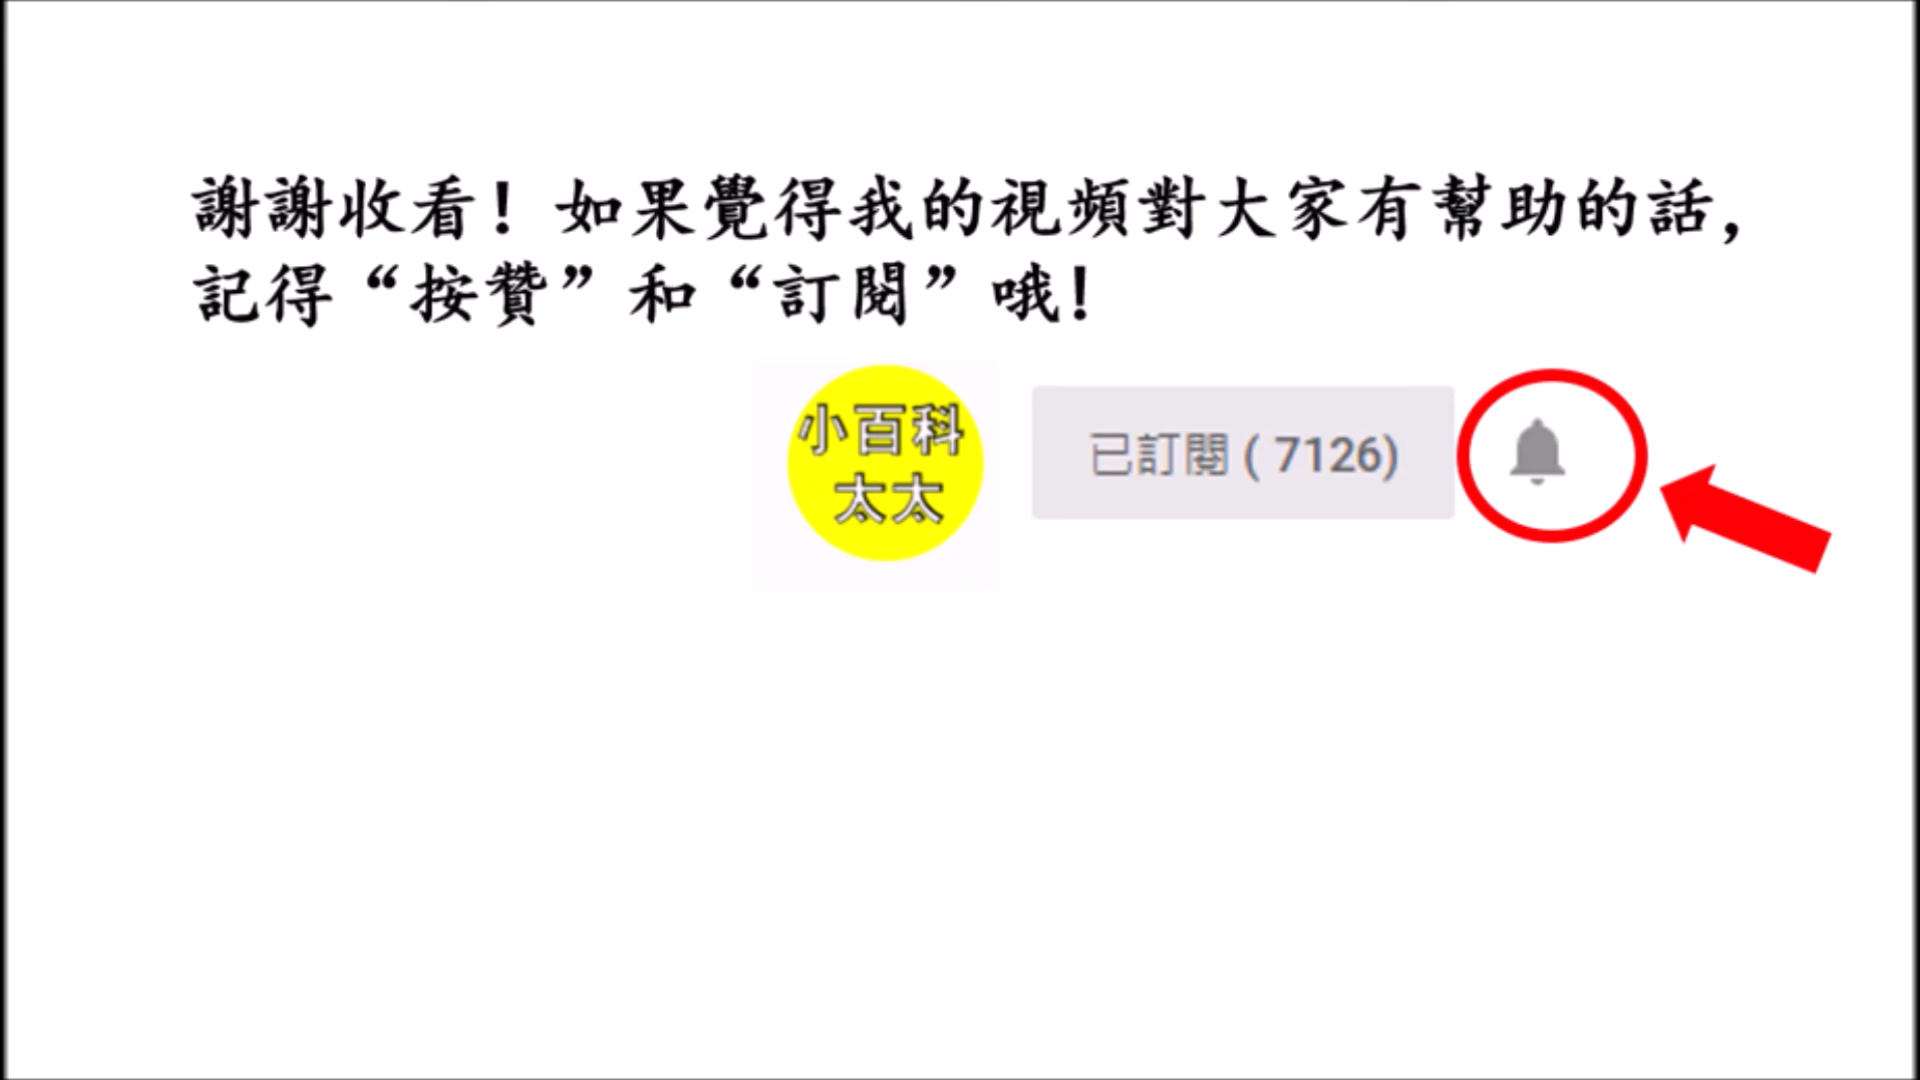 謝謝收看！如果覺得我的視頻對大家有幫助的話，
記得“按贊”和“訂閱”哦！
小百科
太太
已訂閱 ( 7126)